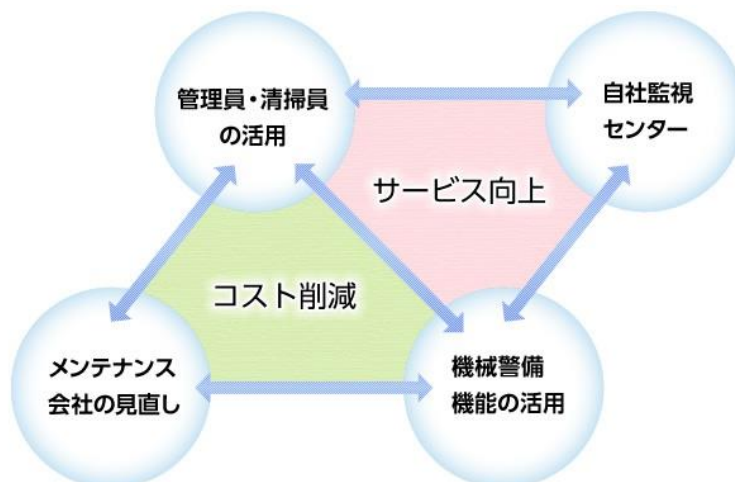 管理員・清掃員
の活用
自社監視
センター
サービス向上
コスト削減
メンテナンス
会社の見直し
機械警備
機能の活用